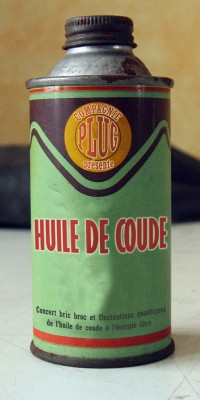 COMPAGNIE
PLUG
présente
HUILE DE COUDE
Concert bric broc et fluctuations quantiques
de l'huile de coude à l'énergie libre